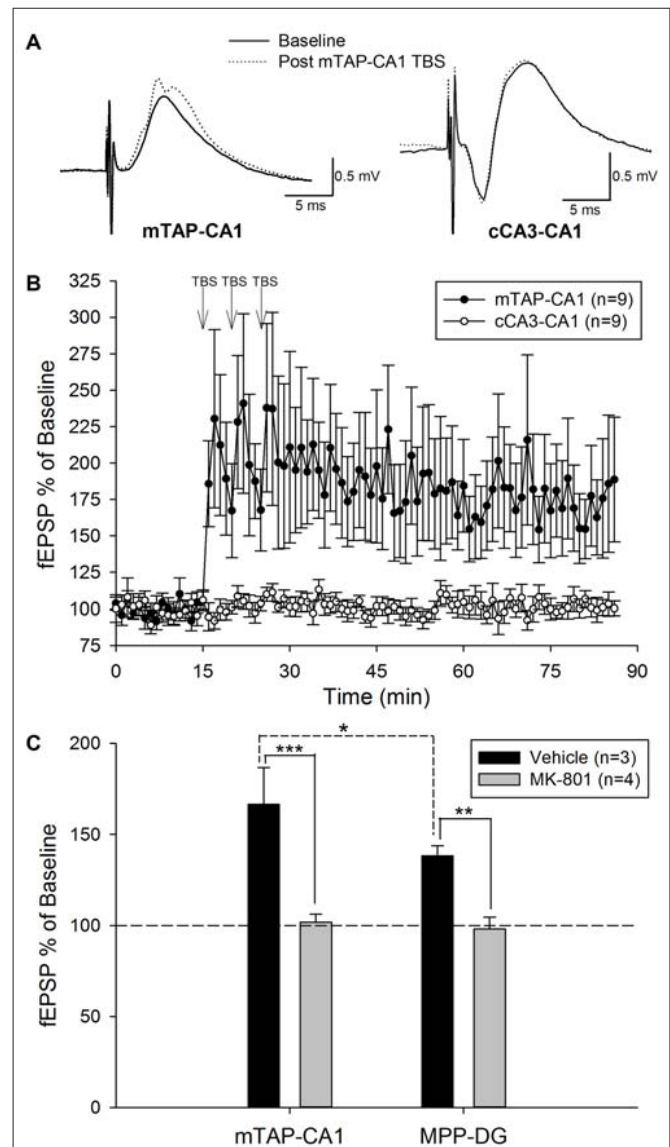 A
Baseline
Post mTAP-CA1 TBS
0.5 mV
5 ms
mTAP-CA1
0.5 mV
5 ms
cCA3-CA1
B
TBS TBS TBS
mTAP-CA1 (n=9)
cCA3-CA1 (n=9)
fEPSP % of Baseline
325
300
275
250
225
200
175
150
125
100
75
0 15 30 45 60 75 90
Time (min)
C
Vehicle (n=3)
MK-801 (n=4)
*
***
**
fEPSP % of Baseline
200
150
100
50
0
mTAP-CA1 MPP-DG